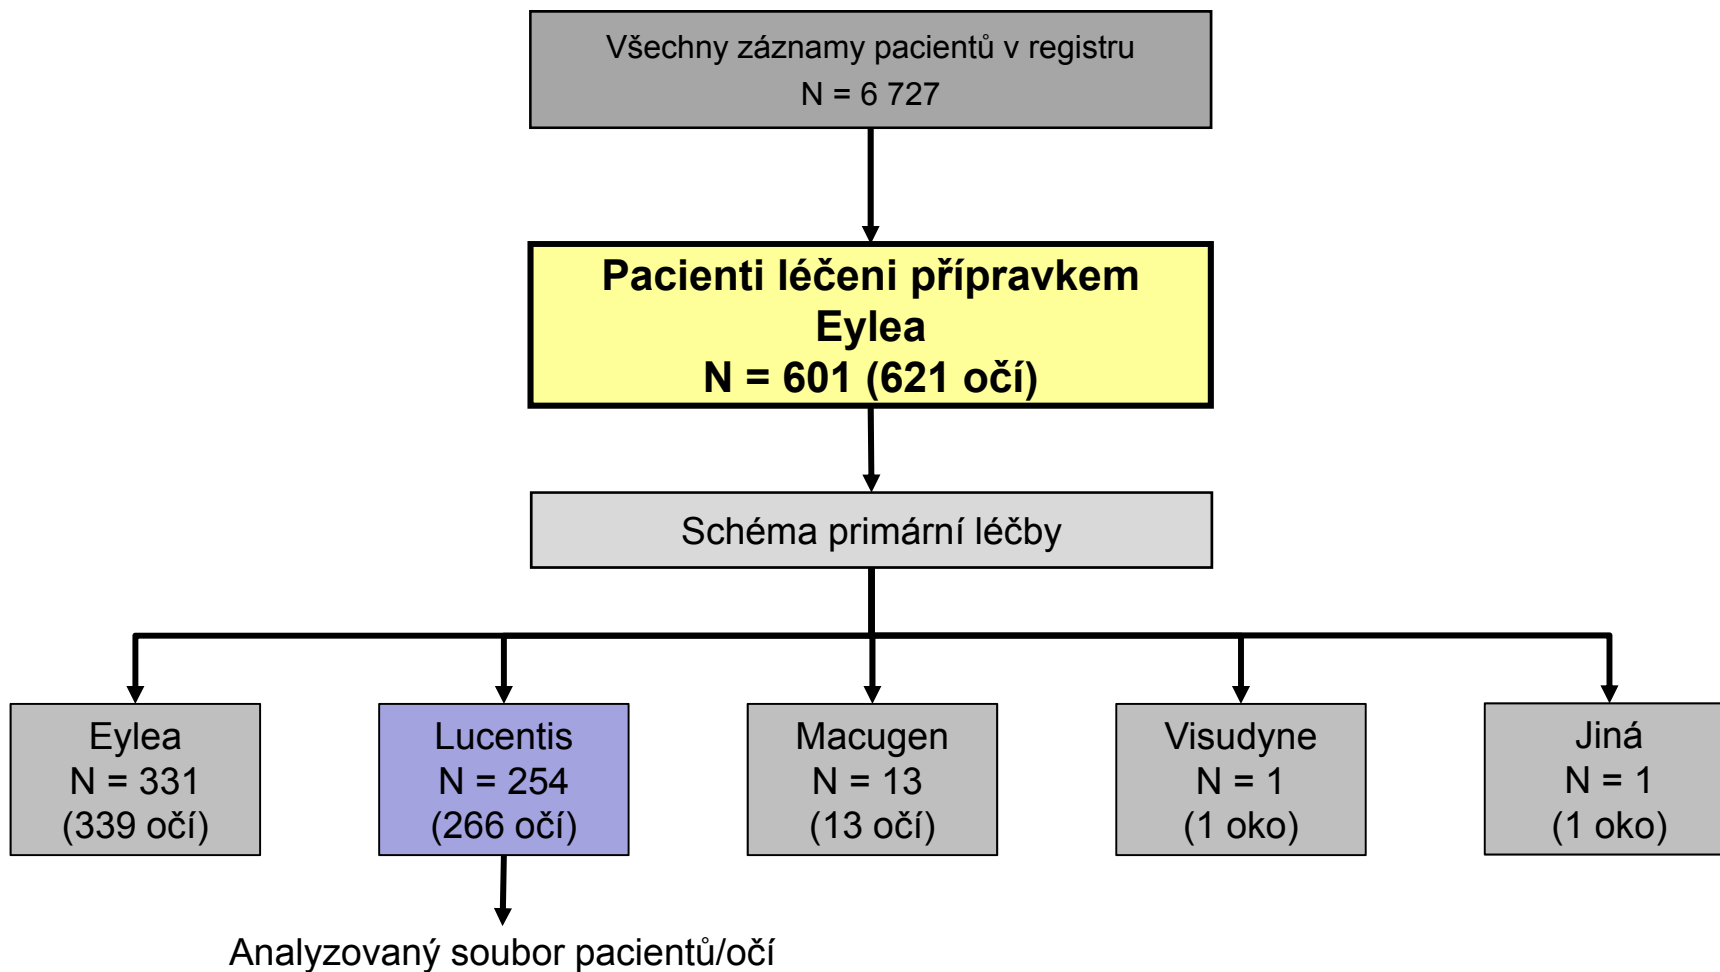 Všechny záznamy pacientů v registru
N = 6 727
Pacienti léčeni přípravkem
Eylea
N = 601 (621 očí)
Schéma primární léčby
Eylea
N = 331
(339 očí)
Lucentis
N = 254
(266 očí)
Macugen
N = 13
(13 očí)
Visudyne
N = 1
(1 oko)
Jiná
N = 1
(1 oko)
Analyzovaný soubor pacientů/očí